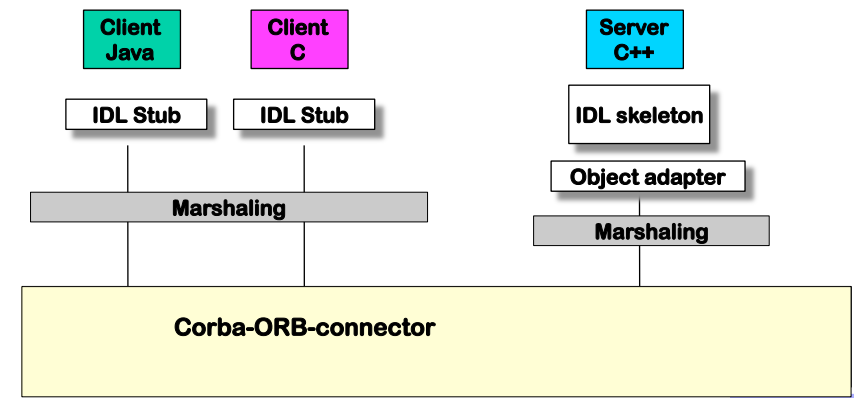 Client
Java
Client
C
Server
C++
IDL Stub
IDL Stub
IDL skeleton
Object adapter
Marshaling
Marshaling
Corba-ORB-connector